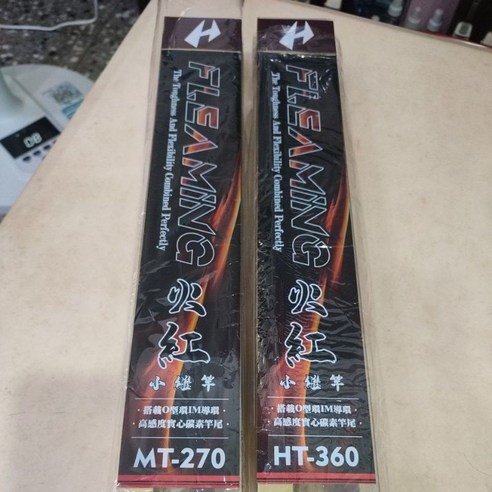 FLEAMING
The Toughness And Flexibility Combined Perfectly
火紅
小繼竿
·搭載O型環IM導環·
·高感度實心碳素竿尾·
MT-270
FLEAMING
The Toughness And Flexibility Combined Perfectly
火紅
小繼竿
·搭載O型環IM導環·
·高感度實心碳素竿尾·
HT-360